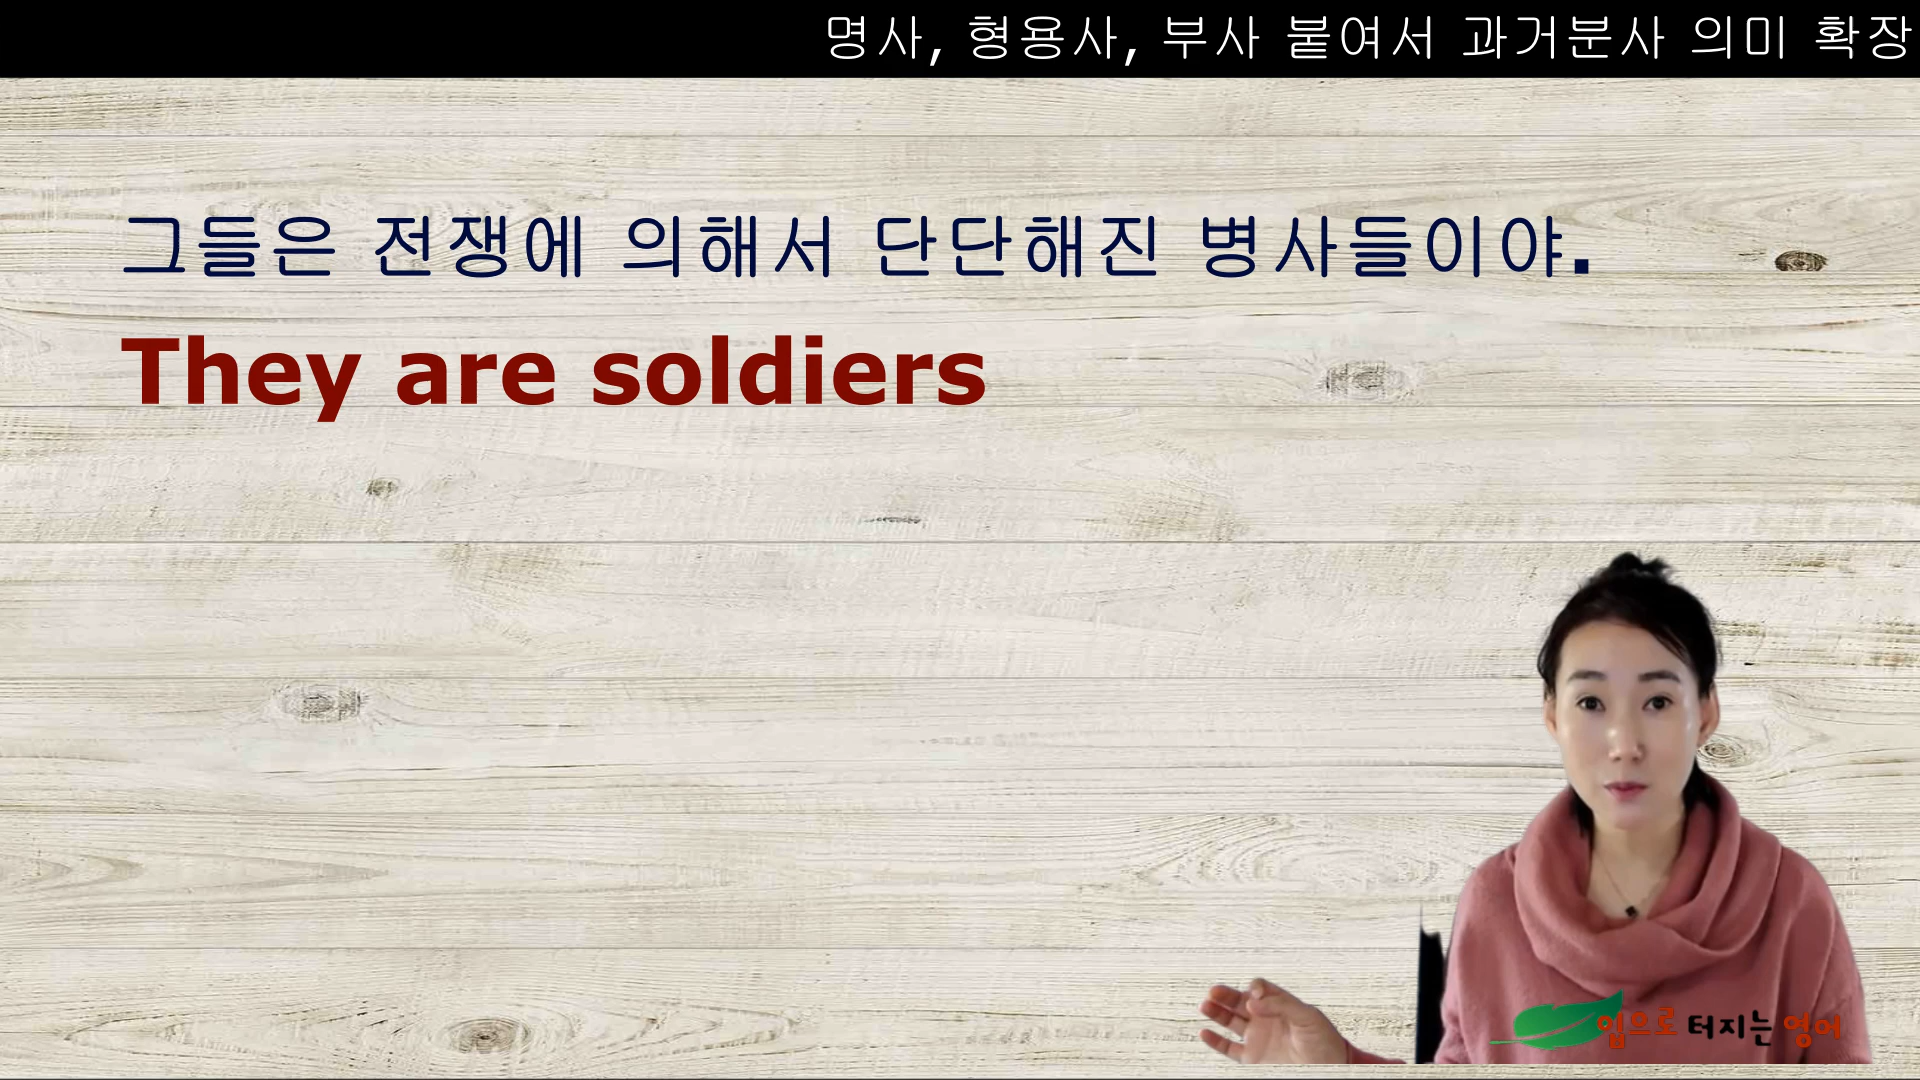 명사, 형용사, 부사 붙여서 과거분사 의미 확장
그들은 전쟁에 의해서 단단해진 병사들이야.
They are soldiers
입으로 터지는 영어